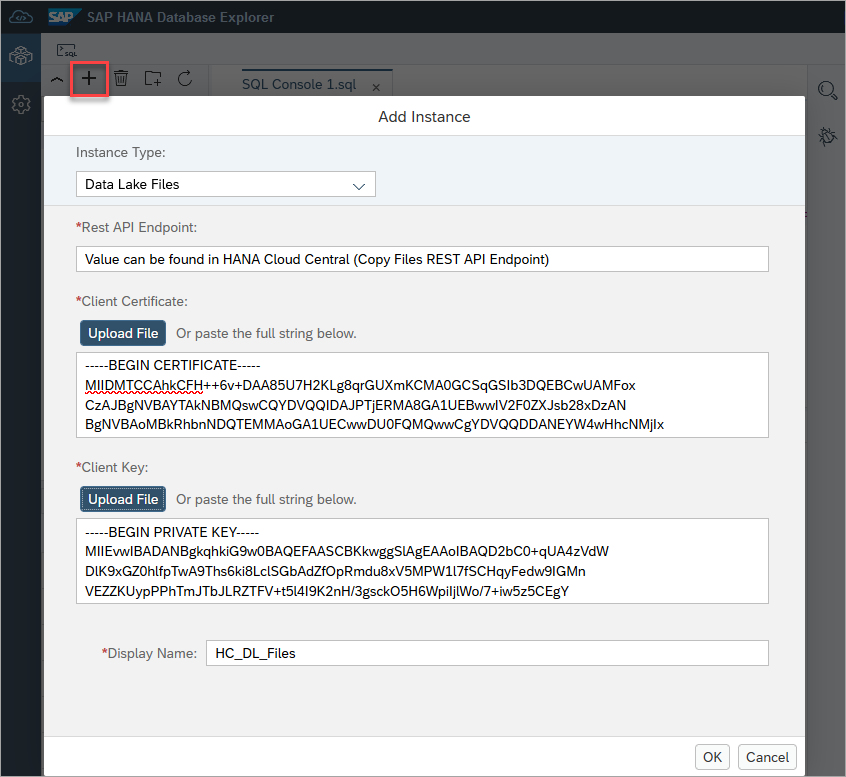 SAP SAP HANA Database Explorer
SQL
SQL Console 1.sql
Add Instance
Instance Type:
Data Lake Files
*Rest API Endpoint:
Value can be found in HANA Cloud Central (Copy Files REST API Endpoint)
*Client Certificate:
Upload File Or paste the full string below.
-----BEGIN CERTIFICATE-----
MIIDMTCCAhkCFH++6v+DAA85U7H2KLg8qrGUXmKCMA0GCSqGSIb3DQEBCwUAMFox
CzAJBgNVBAYTAkNBMQswCQYDVQQIDAJPTjERMA8GA1UEBwwIV2F0ZXJsb28xDzAN
BgNVBAoMBkRhbnNDQTEMMAoGA1UECwwDU0FQMQwwCgYDVQQDDANEYW4wHhcNMjIx
*Client Key:
Upload File Or paste the full string below.
-----BEGIN PRIVATE KEY-----
MIIEvwIBADANBgkqhkiG9w0BAQEFAASCBKkwggSlAgEAAoIBAQD2bC0+qUA4zVdW
DlK9xGZ0hlfpTwA9Ths6ki8LclSGbAdZfOpRmdu8xV5MPW1l7fSCHqyFedw9IGMn
VEZZKUypPPhTmJTbJLRZTFV+t5l4I9K2nH/3gsckO5H6WpiIjlWo/7+iw5z5CEgY
*Display Name: HC_DL_Files
OK Cancel